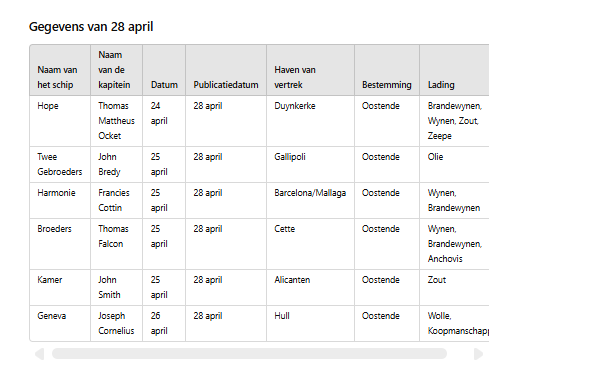 Gegevens van 28 april
Naam van het schip | Naam van de kapitein | Datum | Publicatiedatum | Haven van vertrek | Bestemming | Lading
Hope | Thomas Mattheus Ocket | 24 april | 28 april | Duynkerke | Oostende | Brandewynen, Wynen, Zout, Zeepe
Twee Gebroeders | John Bredy | 25 april | 28 april | Gallipoli | Oostende | Olie
Harmonie | Francies Cottin | 25 april | 28 april | Barcelona/Mallaga | Oostende | Wynen, Brandewynen
Broeders | Thomas Falcon | 25 april | 28 april | Cette | Oostende | Wynen, Brandewynen, Anchovis
Kamer | John Smith | 25 april | 28 april | Alicanten | Oostende | Zout
Geneva | Joseph Cornelius | 26 april | 28 april | Hull | Oostende | Wolle,